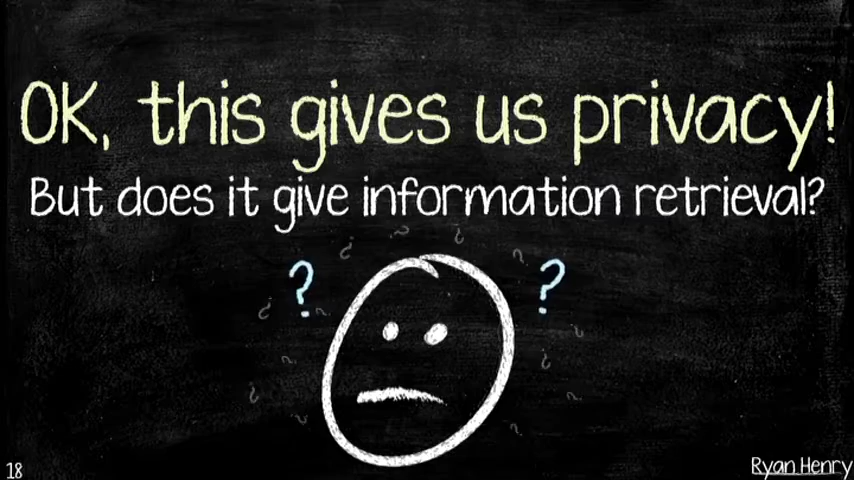 OK, this gives us privacy!
But does it give information retrieval?
? ?
18
Ryan Henry